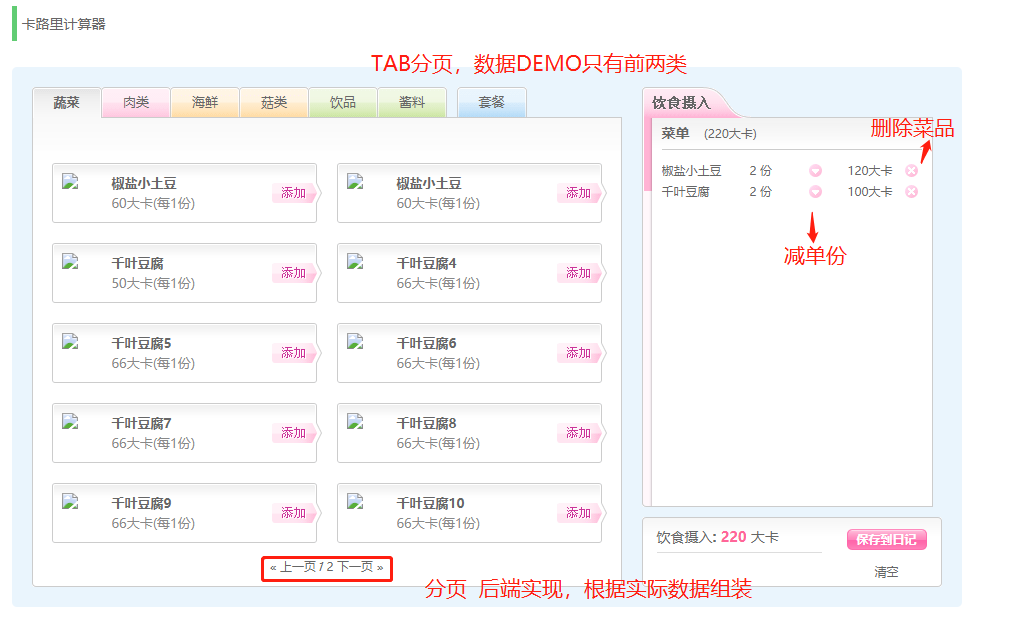 卡路里计算器
TAB分页，数据DEMO只有前两类
蔬菜 肉类 海鲜 菇类 饮品 酱料 套餐
椒盐小土豆
60大卡(每1份)
添加
椒盐小土豆
60大卡(每1份)
添加
千叶豆腐
50大卡(每1份)
添加
千叶豆腐4
66大卡(每1份)
添加
千叶豆腐5
66大卡(每1份)
添加
千叶豆腐6
66大卡(每1份)
添加
千叶豆腐7
66大卡(每1份)
添加
千叶豆腐8
66大卡(每1份)
添加
千叶豆腐9
66大卡(每1份)
添加
千叶豆腐10
66大卡(每1份)
添加
« 上一页 1 2 下一页 »
分页 后端实现，根据实际数据组装
饮食摄入
菜单 (220大卡)
删除菜品
椒盐小土豆 2 份 120大卡
千叶豆腐 2 份 100大卡
减单份
饮食摄入: 220 大卡
保存到日记
清空